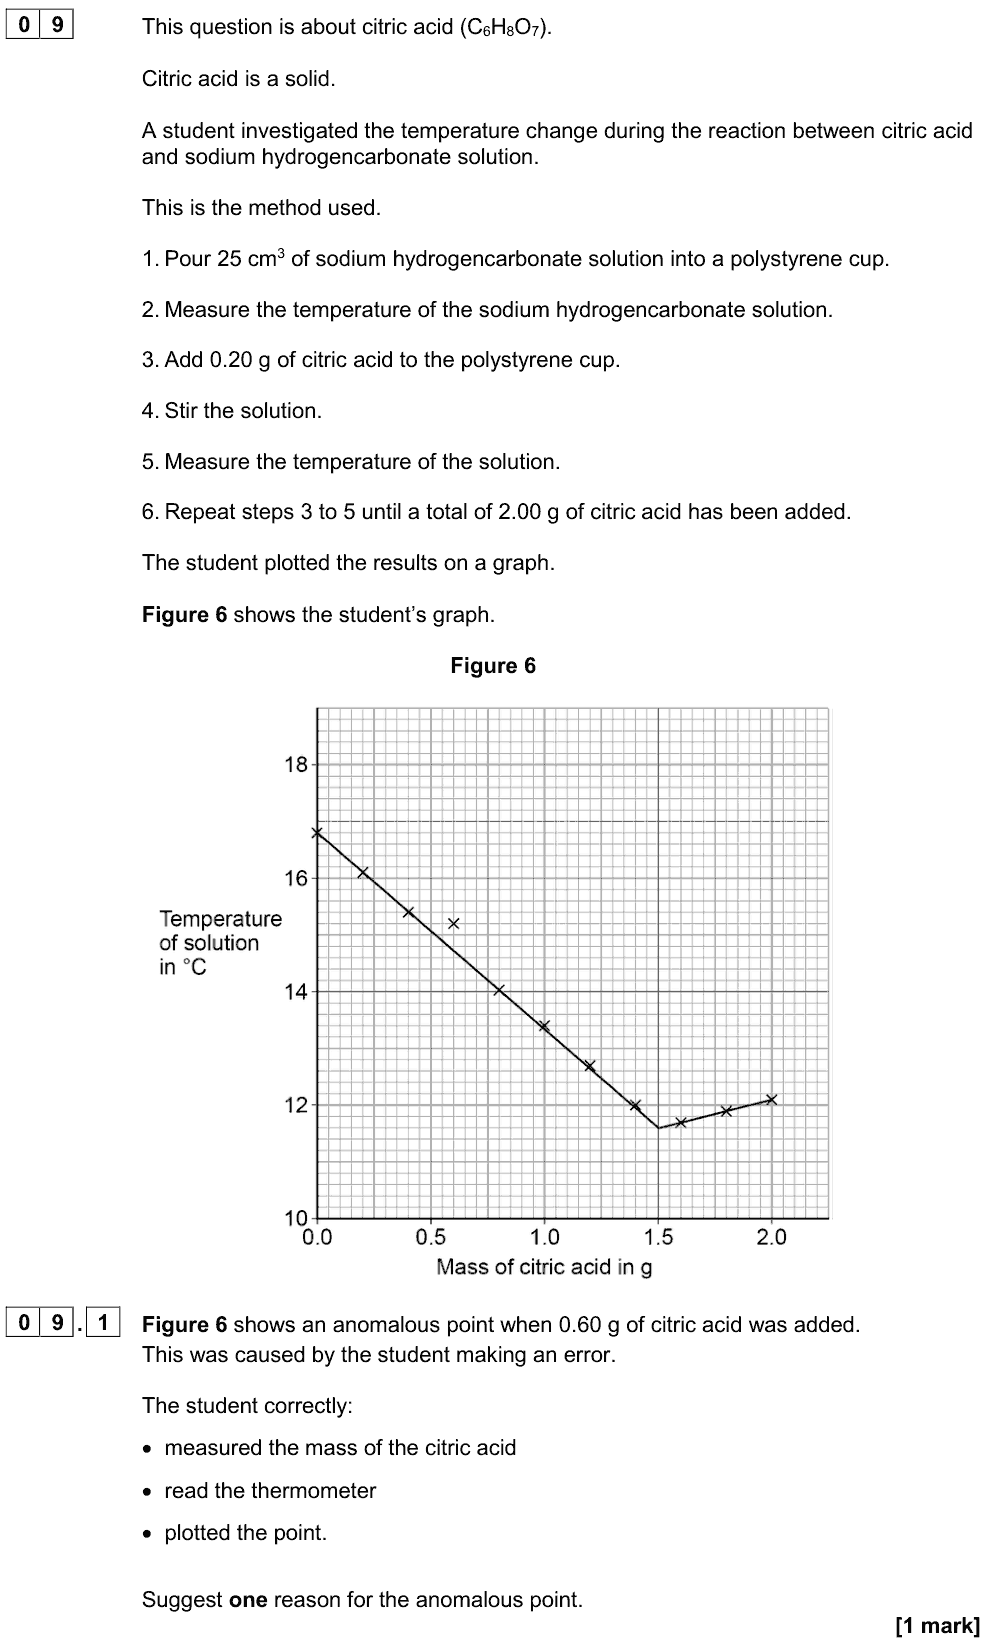 0 9 This question is about citric acid (C₆H₈O₇).
Citric acid is a solid.
A student investigated the temperature change during the reaction between citric acid
and sodium hydrogencarbonate solution.
This is the method used.
1. Pour 25 cm³ of sodium hydrogencarbonate solution into a polystyrene cup.
2. Measure the temperature of the sodium hydrogencarbonate solution.
3. Add 0.20 g of citric acid to the polystyrene cup.
4. Stir the solution.
5. Measure the temperature of the solution.
6. Repeat steps 3 to 5 until a total of 2.00 g of citric acid has been added.
The student plotted the results on a graph.
Figure 6 shows the student’s graph.
Figure 6
18
16
Temperature
of solution
in °C
14
12
10
0.0 0.5 1.0 1.5 2.0
Mass of citric acid in g
0 9 . 1 Figure 6 shows an anomalous point when 0.60 g of citric acid was added.
This was caused by the student making an error.
The student correctly:
• measured the mass of the citric acid
• read the thermometer
• plotted the point.
Suggest one reason for the anomalous point.
[1 mark]